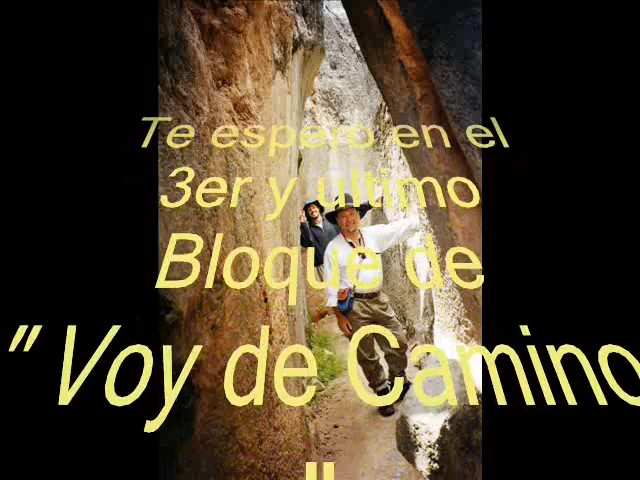 Te espero en el
3er y ultimo
Bloque de
" Voy de Camino
"